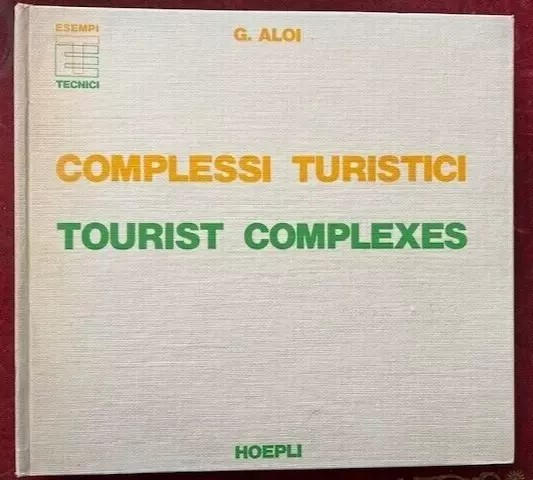 ESEMPI
TECNICI
G. ALOI
COMPLESSI TURISTICI
TOURIST COMPLEXES
HOEPLI